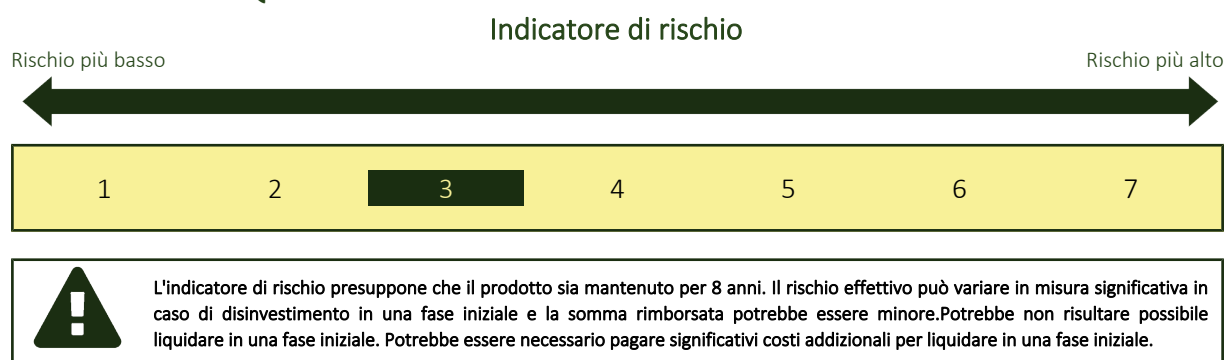 Indicatore di rischio
Rischio più basso
Rischio più alto
1 2 3 4 5 6 7
L'indicatore di rischio presuppone che il prodotto sia mantenuto per 8 anni. Il rischio effettivo può variare in misura significativa in
caso di disinvestimento in una fase iniziale e la somma rimborsata potrebbe essere minore.Potrebbe non risultare possibile
liquidare in una fase iniziale. Potrebbe essere necessario pagare significativi costi addizionali per liquidare in una fase iniziale.